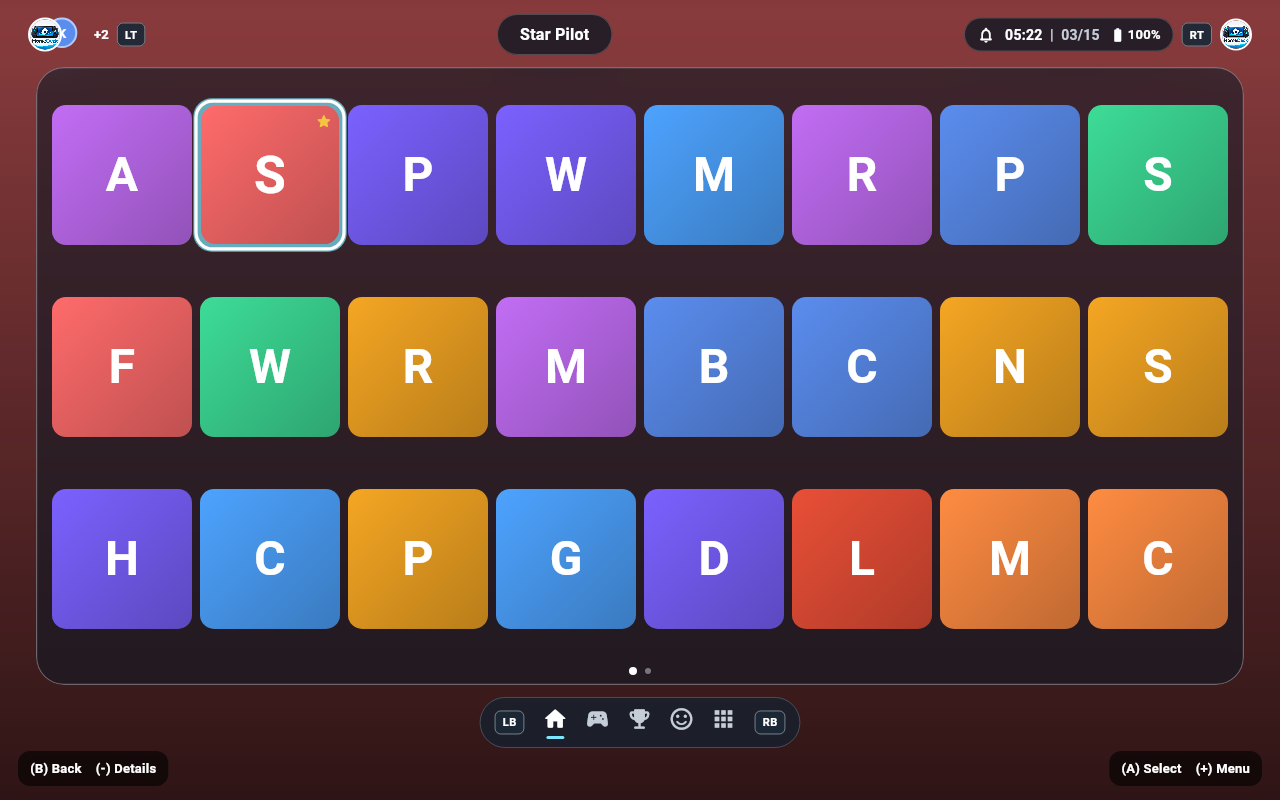 +2 LT
Star Pilot
05:22 | 03/15 100% RT
A S P W M R P S
F W R M B C N S
H C P G D L M C
LB RB
(B) Back (-) Details
(A) Select (+) Menu